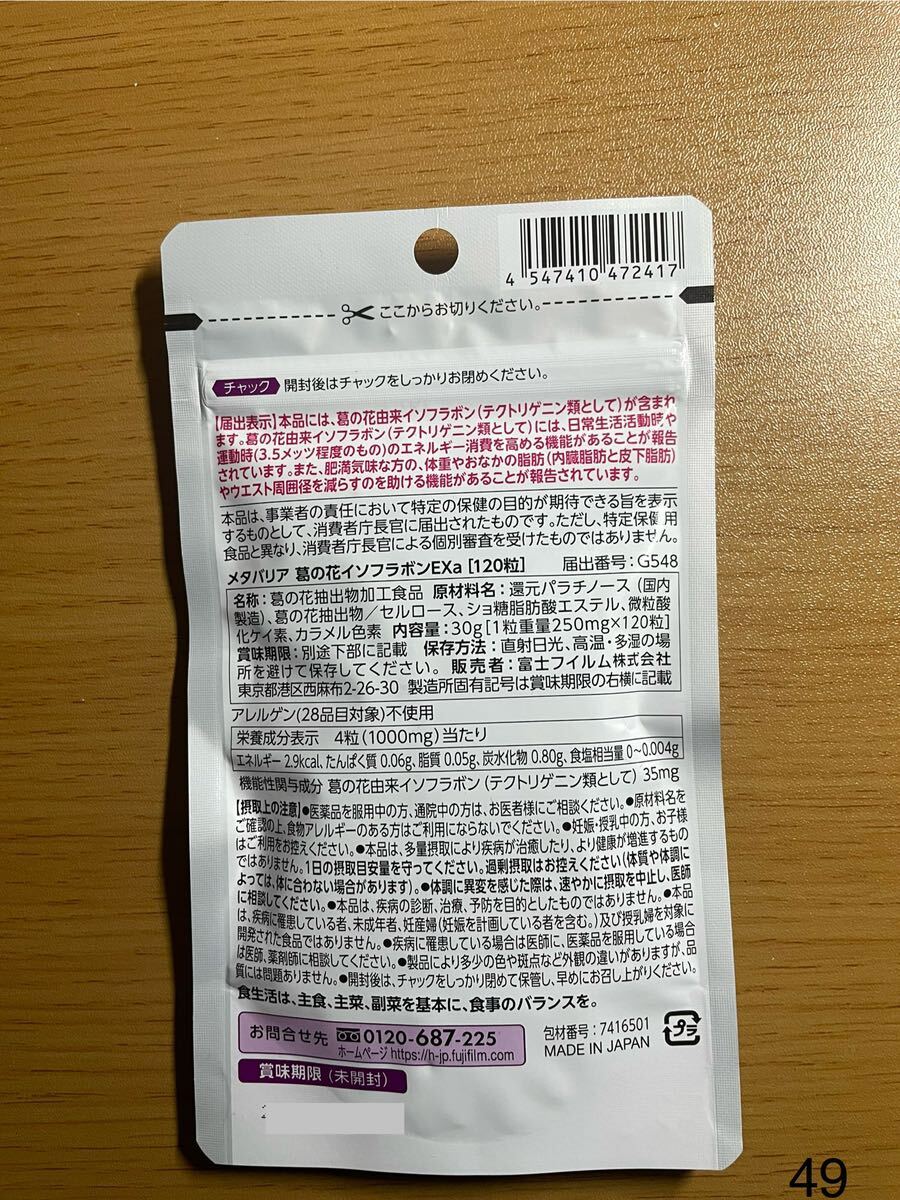 4 547410 472417
ここからお切りください。
チャック 開封後はチャックをしっかりお閉めください。
【届出表示】本品には、葛の花由来イソフラボン（テクトリゲニン類として）が含まれ
ます。葛の花由来イソフラボン（テクトリゲニン類として）には、日常生活活動時や
運動時（3.5メッツ程度のもの）のエネルギー消費を高める機能があることが報告
されています。また、肥満気味な方の、体重やおなかの脂肪（内臓脂肪と皮下脂肪）
やウエスト周囲径を減らすのを助ける機能があることが報告されています。
本品は、事業者の責任において特定の保健の目的が期待できる旨を表示
するものとして、消費者庁長官に届出されたものです。ただし、特定保健用
食品と異なり、消費者庁長官による個別審査を受けたものではありません。
メタバリア 葛の花イソフラボンEXa［120粒］ 届出番号：G548
名称：葛の花抽出物加工食品 原材料名：還元パラチノース（国内
製造）、葛の花抽出物／セルロース、ショ糖脂肪酸エステル、微粒酸
化ケイ素、カラメル色素 内容量：30g［1粒重量250mg×120粒］
賞味期限：別途下部に記載 保存方法：直射日光、高温・多湿の場
所を避けて保存してください。 販売者：富士フイルム株式会社
東京都港区西麻布2-26-30 製造所固有記号は賞味期限の右横に記載
アレルゲン（28品目対象）不使用
栄養成分表示 4粒（1000mg）当たり
エネルギー 2.9kcal、たんぱく質 0.06g、脂質 0.05g、炭水化物 0.80g、食塩相当量 0～0.004g
機能性関与成分 葛の花由来イソフラボン（テクトリゲニン類として）35mg
【摂取上の注意】●医薬品を服用中の方、通院中の方は、お医者様にご相談ください。●原材料名を
ご確認の上、食物アレルギーのある方はご利用にならないでください。●妊娠・授乳中の方、お子様
はご利用をお控えください。●本品は、多量摂取により疾病が治癒したり、より健康が増進するもの
ではありません。1日の摂取目安量を守ってください。過剰摂取はお控えください（体質や体調に
よっては、体に合わない場合があります）。●体調に異変を感じた際は、速やかに摂取を中止し、医師
に相談してください。●本品は、疾病の診断、治療、予防を目的としたものではありません。●本品
は、疾病に罹患している者、未成年者、妊産婦（妊娠を計画している者を含む。）及び授乳婦を対象に
開発された食品ではありません。●疾病に罹患している場合は医師に、医薬品を服用している場合
は医師、薬剤師に相談してください。●製品により多少の色や斑点など外観の違いがありますが、品
質には問題ありません。●開封後は、チャックをしっかり閉めて保管し、早めにお召し上がりください。
食生活は、主食、主菜、副菜を基本に、食事のバランスを。
お問合せ先 0120-687-225
ホームページ https://h-jp.fujifilm.com
包材番号：7416501
MADE IN JAPAN
プラ
賞味期限（未開封）
49